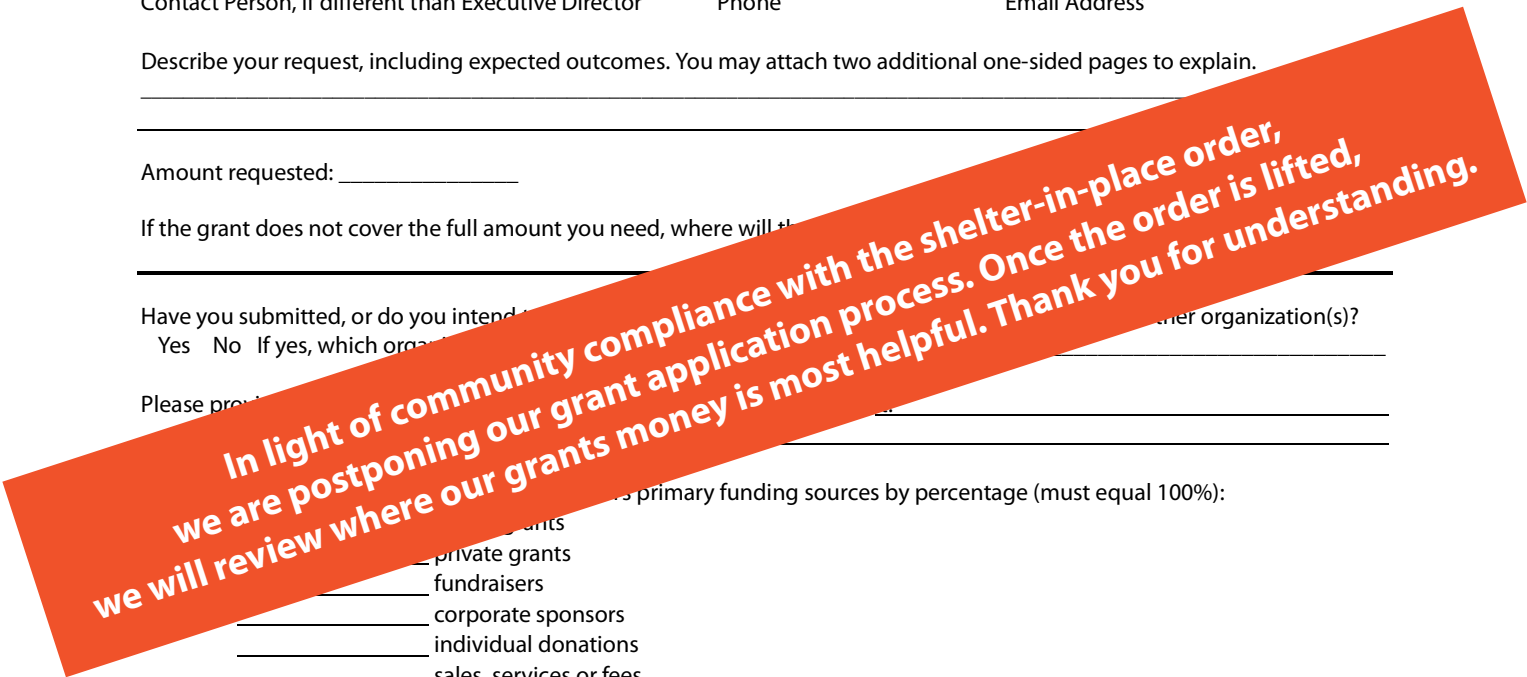 Contact Person, if different than Executive Director Phone Email Address
Describe your request, including expected outcomes. You may attach two additional one-sided pages to explain.
Amount requested: _______________
If the grant does not cover the full amount you need, where will
Have you submitted, or do you intend organization(s)?
Yes No If yes, which
Please
primary funding sources by percentage (must equal 100%):
private grants
fundraisers
corporate sponsors
individual donations
sales, services or fees
In light of community compliance with the shelter-in-place order,
we are postponing our grant application process. Once the order is lifted,
we will review where our grants money is most helpful. Thank you for understanding.